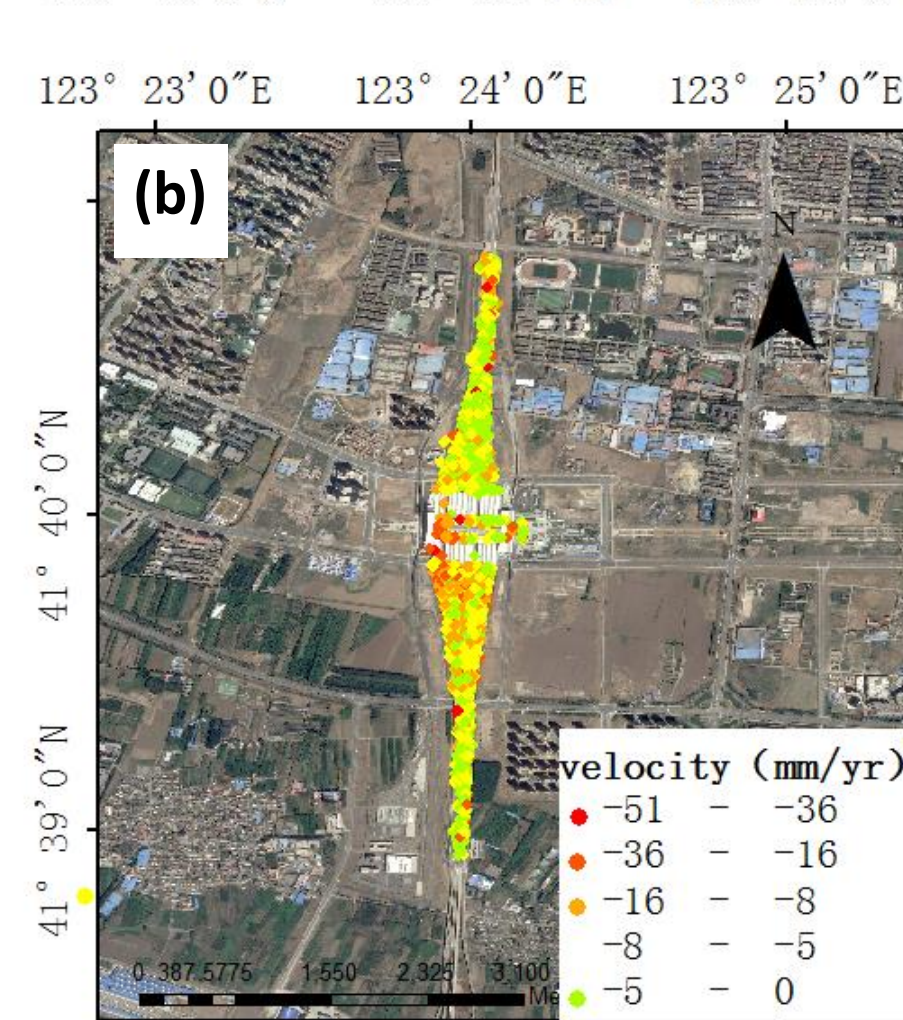 123° 23′ 0″E 123° 24′ 0″E 123° 25′ 0″E
(b)
N
41° 40′ 0″N
41° 39′ 0″N
velocity (mm/yr)
-51 - -36
-36 - -16
-16 - -8
-8 - -5
-5 - 0
0 387.5775 1,550 2,325 3,100
Me